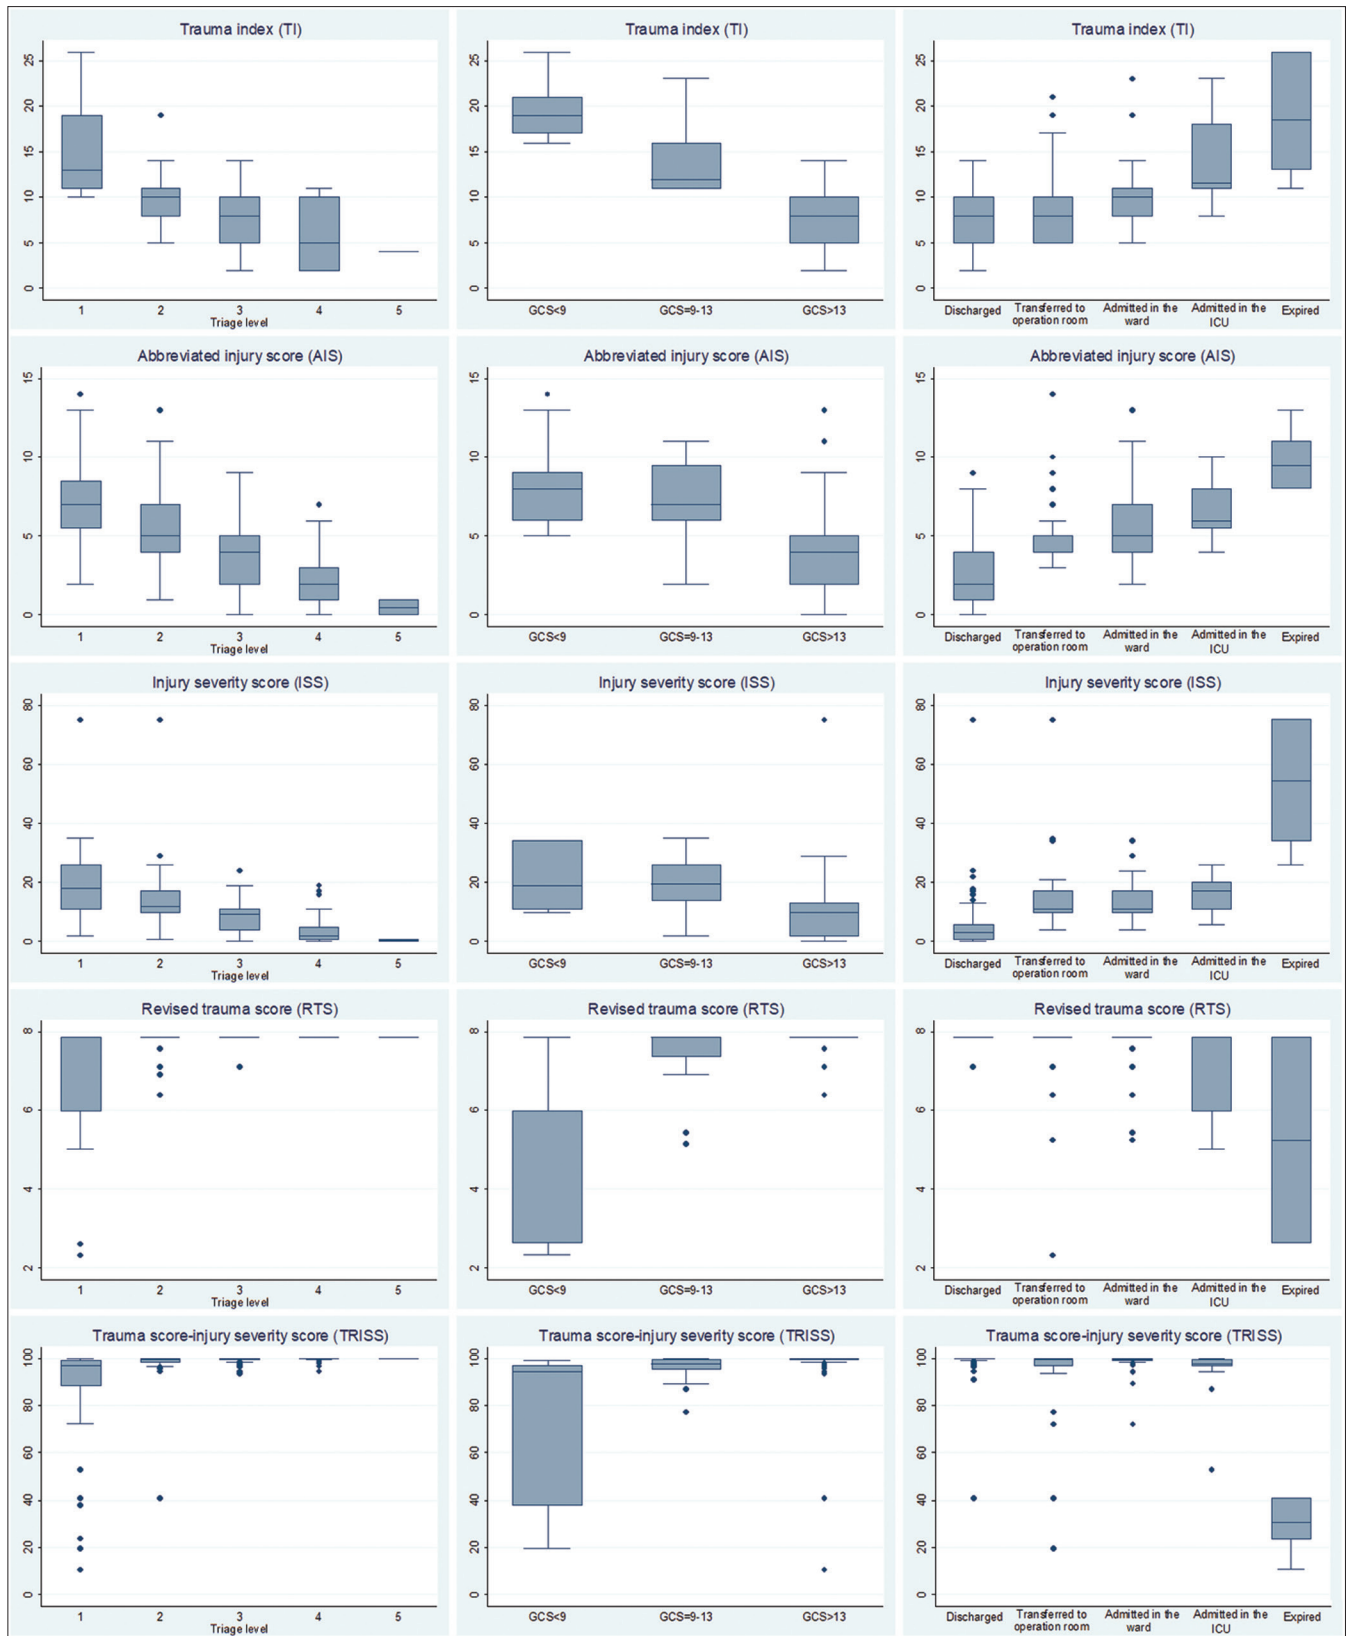 Trauma index (TI)
25
20
15
10
5
0
1 2 3 4 5
Triage level
Trauma index (TI)
25
20
15
10
5
0
GCS<9 GCS=9-13 GCS>13
Trauma index (TI)
25
20
15
10
5
0
Discharged Transferred to Admitted in the Admitted in the Expired
operation room ward ICU
Abbreviated injury score (AIS)
15
10
5
0
1 2 3 4 5
Triage level
Abbreviated injury score (AIS)
15
10
5
0
GCS<9 GCS=9-13 GCS>13
Abbreviated injury score (AIS)
15
10
5
0
Discharged Transferred to Admitted in the Admitted in the Expired
operation room ward ICU
Injury severity score (ISS)
80
60
40
20
0
1 2 3 4 5
Triage level
Injury severity score (ISS)
80
60
40
20
0
GCS<9 GCS=9-13 GCS>13
Injury severity score (ISS)
80
60
40
20
0
Discharged Transferred to Admitted in the Admitted in the Expired
operation room ward ICU
Revised trauma score (RTS)
8
6
4
2
1 2 3 4 5
Triage level
Revised trauma score (RTS)
8
6
4
2
GCS<9 GCS=9-13 GCS>13
Revised trauma score (RTS)
8
6
4
2
Discharged Transferred to Admitted in the Admitted in the Expired
operation room ward ICU
Trauma score-injury severity score (TRISS)
100
80
60
40
20
0
1 2 3 4 5
Triage level
Trauma score-injury severity score (TRISS)
100
80
60
40
20
0
GCS<9 GCS=9-13 GCS>13
Trauma score-injury severity score (TRISS)
100
80
60
40
20
0
Discharged Transferred to Admitted in the Admitted in the Expired
operation room ward ICU